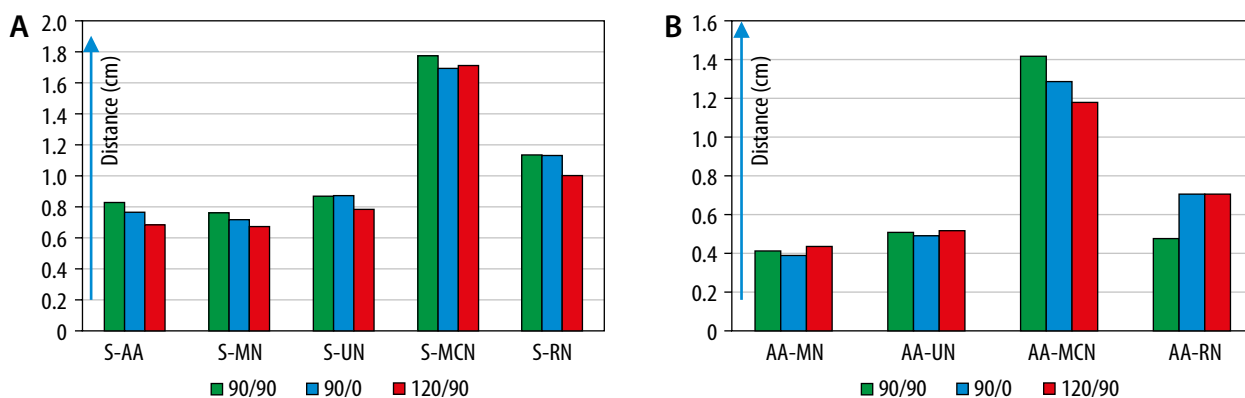 A
Distance (cm)
2.0
1.8
1.6
1.4
1.2
1.0
0.8
0.6
0.4
0.2
0
S-AA S-MN S-UN S-MCN S-RN
90/90 90/0 120/90
B
Distance (cm)
1.6
1.4
1.2
1.0
0.8
0.6
0.4
0.2
0
AA-MN AA-UN AA-MCN AA-RN
90/90 90/0 120/90